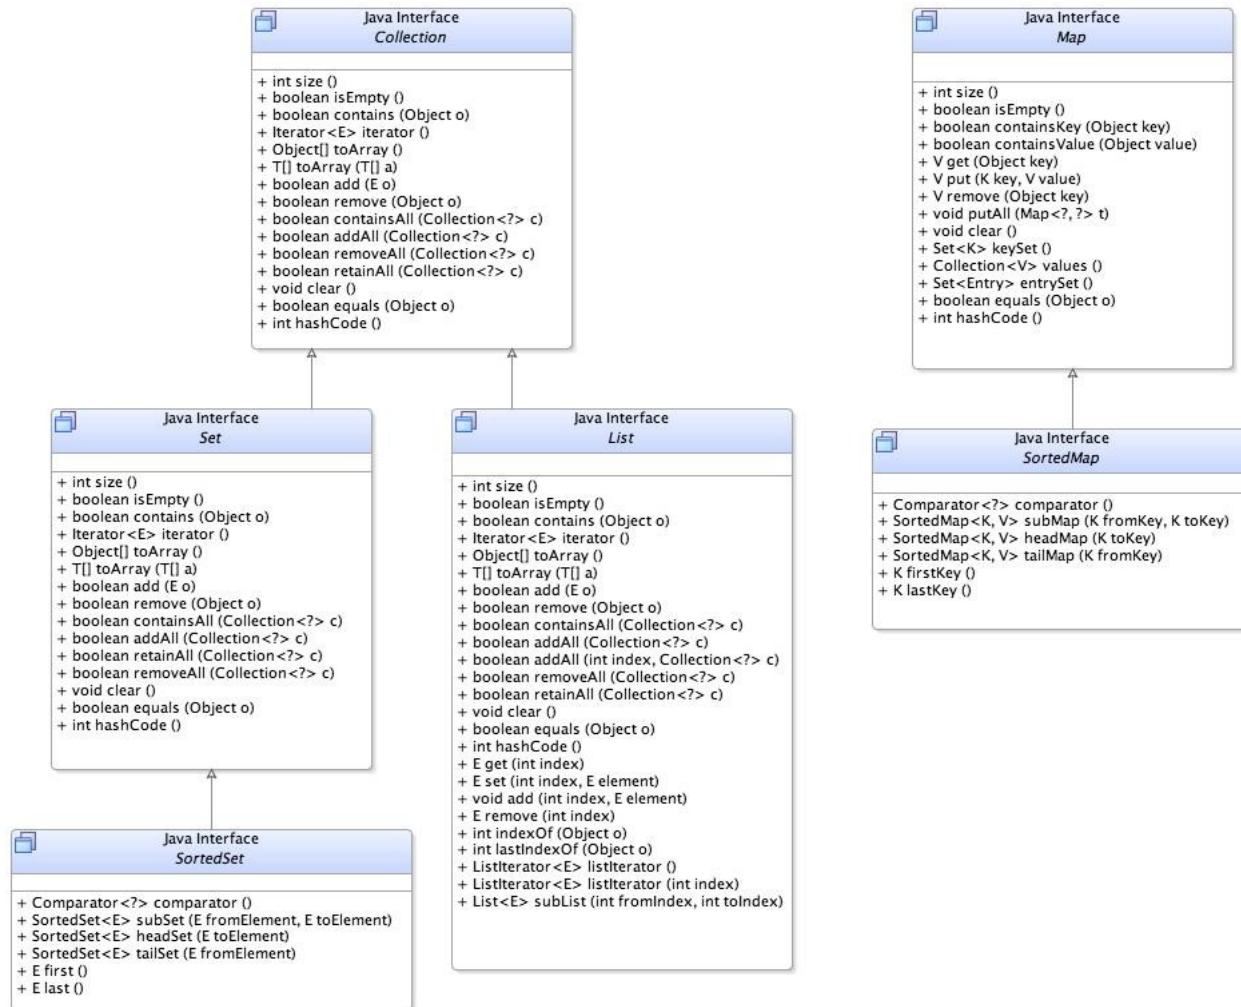 Java Interface
Collection
+ int size ()
+ boolean isEmpty ()
+ boolean contains (Object o)
+ Iterator<E> iterator ()
+ Object[] toArray ()
+ T[] toArray (T[] a)
+ boolean add (E o)
+ boolean remove (Object o)
+ boolean containsAll (Collection<?> c)
+ boolean addAll (Collection<?> c)
+ boolean removeAll (Collection<?> c)
+ boolean retainAll (Collection<?> c)
+ void clear ()
+ boolean equals (Object o)
+ int hashCode ()
Java Interface
Map
+ int size ()
+ boolean isEmpty ()
+ boolean containsKey (Object key)
+ boolean containsValue (Object value)
+ V get (Object key)
+ V put (K key, V value)
+ V remove (Object key)
+ void putAll (Map<?, ?> t)
+ void clear ()
+ Set<K> keySet ()
+ Collection<V> values ()
+ Set<Entry> entrySet ()
+ boolean equals (Object o)
+ int hashCode ()
Java Interface
Set
+ int size ()
+ boolean isEmpty ()
+ boolean contains (Object o)
+ Iterator<E> iterator ()
+ Object[] toArray ()
+ T[] toArray (T[] a)
+ boolean add (E o)
+ boolean remove (Object o)
+ boolean containsAll (Collection<?> c)
+ boolean addAll (Collection<?> c)
+ boolean retainAll (Collection<?> c)
+ boolean removeAll (Collection<?> c)
+ void clear ()
+ boolean equals (Object o)
+ int hashCode ()
Java Interface
List
+ int size ()
+ boolean isEmpty ()
+ boolean contains (Object o)
+ Iterator<E> iterator ()
+ Object[] toArray ()
+ T[] toArray (T[] a)
+ boolean add (E o)
+ boolean remove (Object o)
+ boolean containsAll (Collection<?> c)
+ boolean addAll (Collection<?> c)
+ boolean addAll (int index, Collection<?> c)
+ boolean removeAll (Collection<?> c)
+ boolean retainAll (Collection<?> c)
+ void clear ()
+ boolean equals (Object o)
+ int hashCode ()
+ E get (int index)
+ E set (int index, E element)
+ void add (int index, E element)
+ E remove (int index)
+ int indexOf (Object o)
+ int lastIndexOf (Object o)
+ ListIterator<E> listIterator ()
+ ListIterator<E> listIterator (int index)
+ List<E> subList (int fromIndex, int toIndex)
Java Interface
SortedMap
+ Comparator<?> comparator ()
+ SortedMap<K, V> subMap (K fromKey, K toKey)
+ SortedMap<K, V> headMap (K toKey)
+ SortedMap<K, V> tailMap (K fromKey)
+ K firstKey ()
+ K lastKey ()
Java Interface
SortedSet
+ Comparator<?> comparator ()
+ SortedSet<E> subSet (E fromElement, E toElement)
+ SortedSet<E> headSet (E toElement)
+ SortedSet<E> tailSet (E fromElement)
+ E first ()
+ E last ()